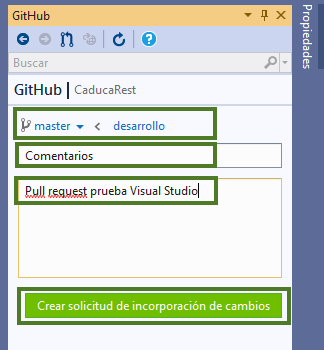 GitHub
Propiedades
Buscar
GitHub | CaducaRest
master < desarrollo
Comentarios
Pull request prueba Visual Studio
Crear solicitud de incorporación de cambios